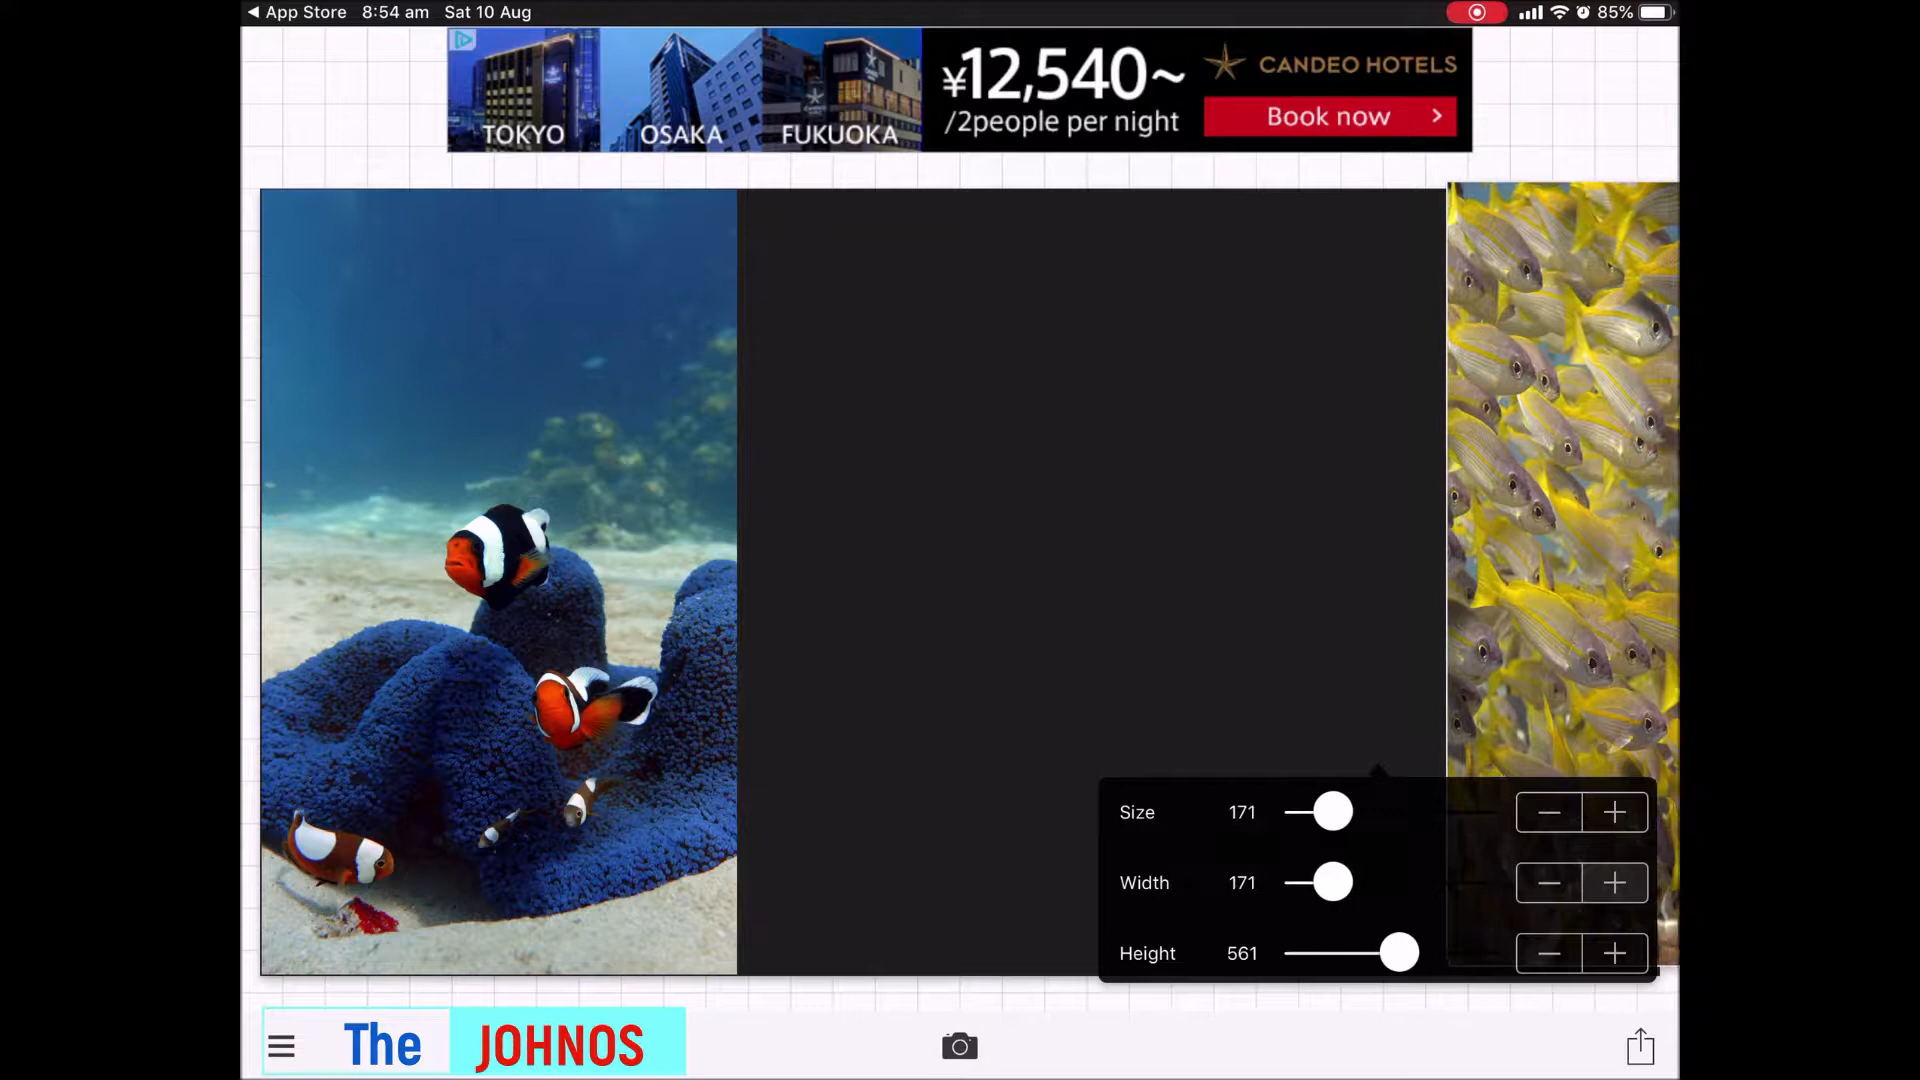 App Store 8:54 am Sat 10 Aug 85%
TOKYO OSAKA FUKUOKA
¥12,540~
/2people per night
CANDEO HOTELS
Book now
Size 171
Width 171
Height 561
The JOHNOS